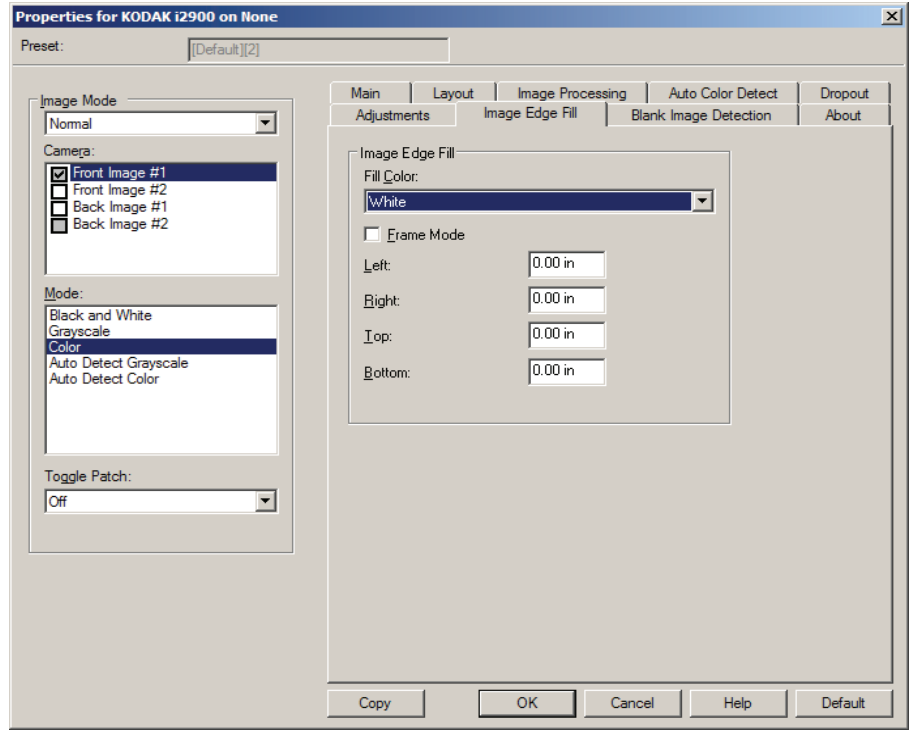 Properties for KODAK i2900 on None
Preset: [Default][2]
Image Mode
Normal
Camera:
Front Image #1
Front Image #2
Back Image #1
Back Image #2
Mode:
Black and White
Grayscale
Color
Auto Detect Grayscale
Auto Detect Color
Toggle Patch:
Off
Main Layout Image Processing Auto Color Detect Dropout
Adjustments Image Edge Fill Blank Image Detection About
Image Edge Fill
Fill Color:
White
Frame Mode
Left: 0.00 in
Right: 0.00 in
Top: 0.00 in
Bottom: 0.00 in
Copy OK Cancel Help Default